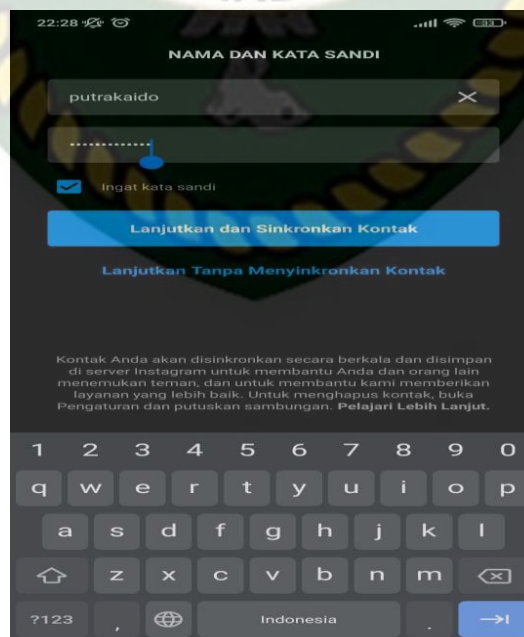 22:28
33
NAMA DAN KATA SANDI
putrakaido
Ingat kata sandi
Lanjutkan dan Sinkronkan Kontak
Lanjutkan Tanpa Menyinkronkan Kontak
Kontak Anda akan disinkronkan secara berkala dan disimpan
di server Instagram untuk membantu Anda dan orang lain
menemukan teman, dan untuk membantu kami memberikan
layanan yang lebih baik. Untuk menghapus kontak, buka
Pengaturan dan putuskan sambungan. Pelajari Lebih Lanjut.
1 2 3 4 5 6 7 8 9 0
q w e r t y u i o p
a s d f g h j k l
z x c v b n m
?123 , Indonesia .